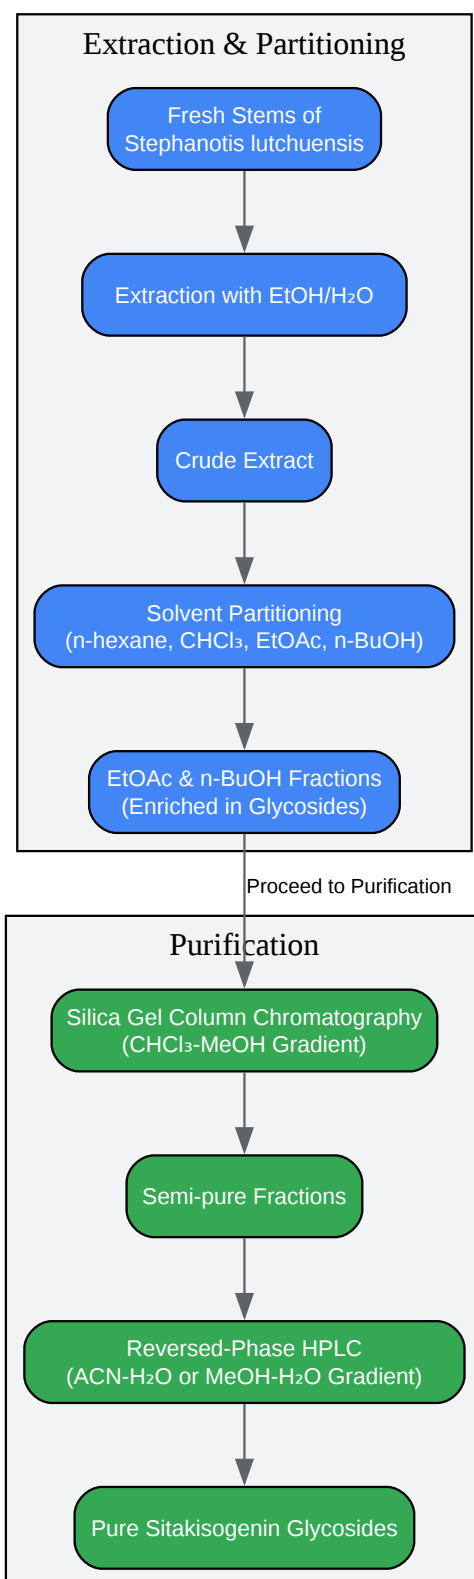 Extraction & Partitioning
Fresh Stems of
Stephanotis lutchuensis
Extraction with EtOH/H₂O
Crude Extract
Solvent Partitioning
(n-hexane, CHCl₃, EtOAc, n-BuOH)
EtOAc & n-BuOH Fractions
(Enriched in Glycosides)
Proceed to Purification
Purification
Silica Gel Column Chromatography
(CHCl₃-MeOH Gradient)
Semi-pure Fractions
Reversed-Phase HPLC
(ACN-H₂O or MeOH-H₂O Gradient)
Pure Sitakisogenin Glycosides